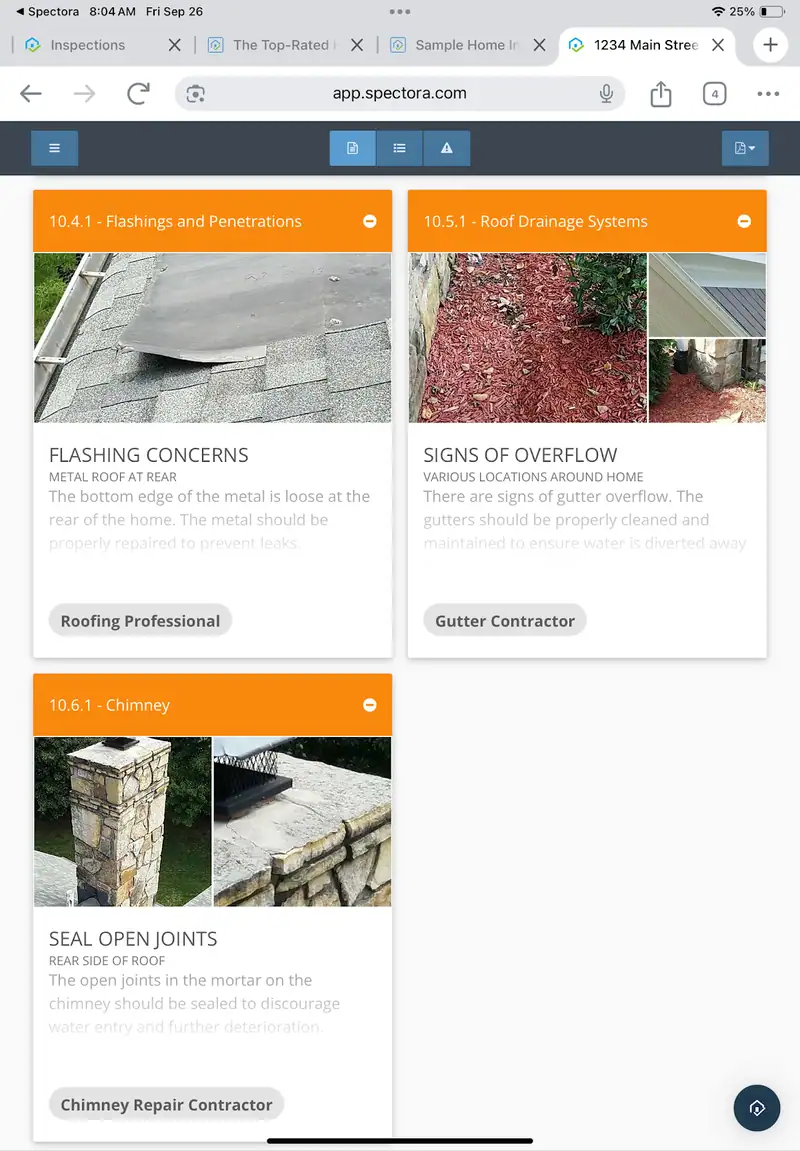 Spectora 8:04 AM Fri Sep 26
25%
Inspections
The Top-Rated
Sample Home In
1234 Main Stree
app.spectora.com
4
10.4.1 - Flashings and Penetrations
FLASHING CONCERNS
METAL ROOF AT REAR
The bottom edge of the metal is loose at the
rear of the home. The metal should be
properly repaired to prevent leaks.
Roofing Professional
10.5.1 - Roof Drainage Systems
SIGNS OF OVERFLOW
VARIOUS LOCATIONS AROUND HOME
There are signs of gutter overflow. The
gutters should be properly cleaned and
maintained to ensure water is diverted away
Gutter Contractor
10.6.1 - Chimney
SEAL OPEN JOINTS
REAR SIDE OF ROOF
The open joints in the mortar on the
chimney should be sealed to discourage
water entry and further deterioration.
Chimney Repair Contractor